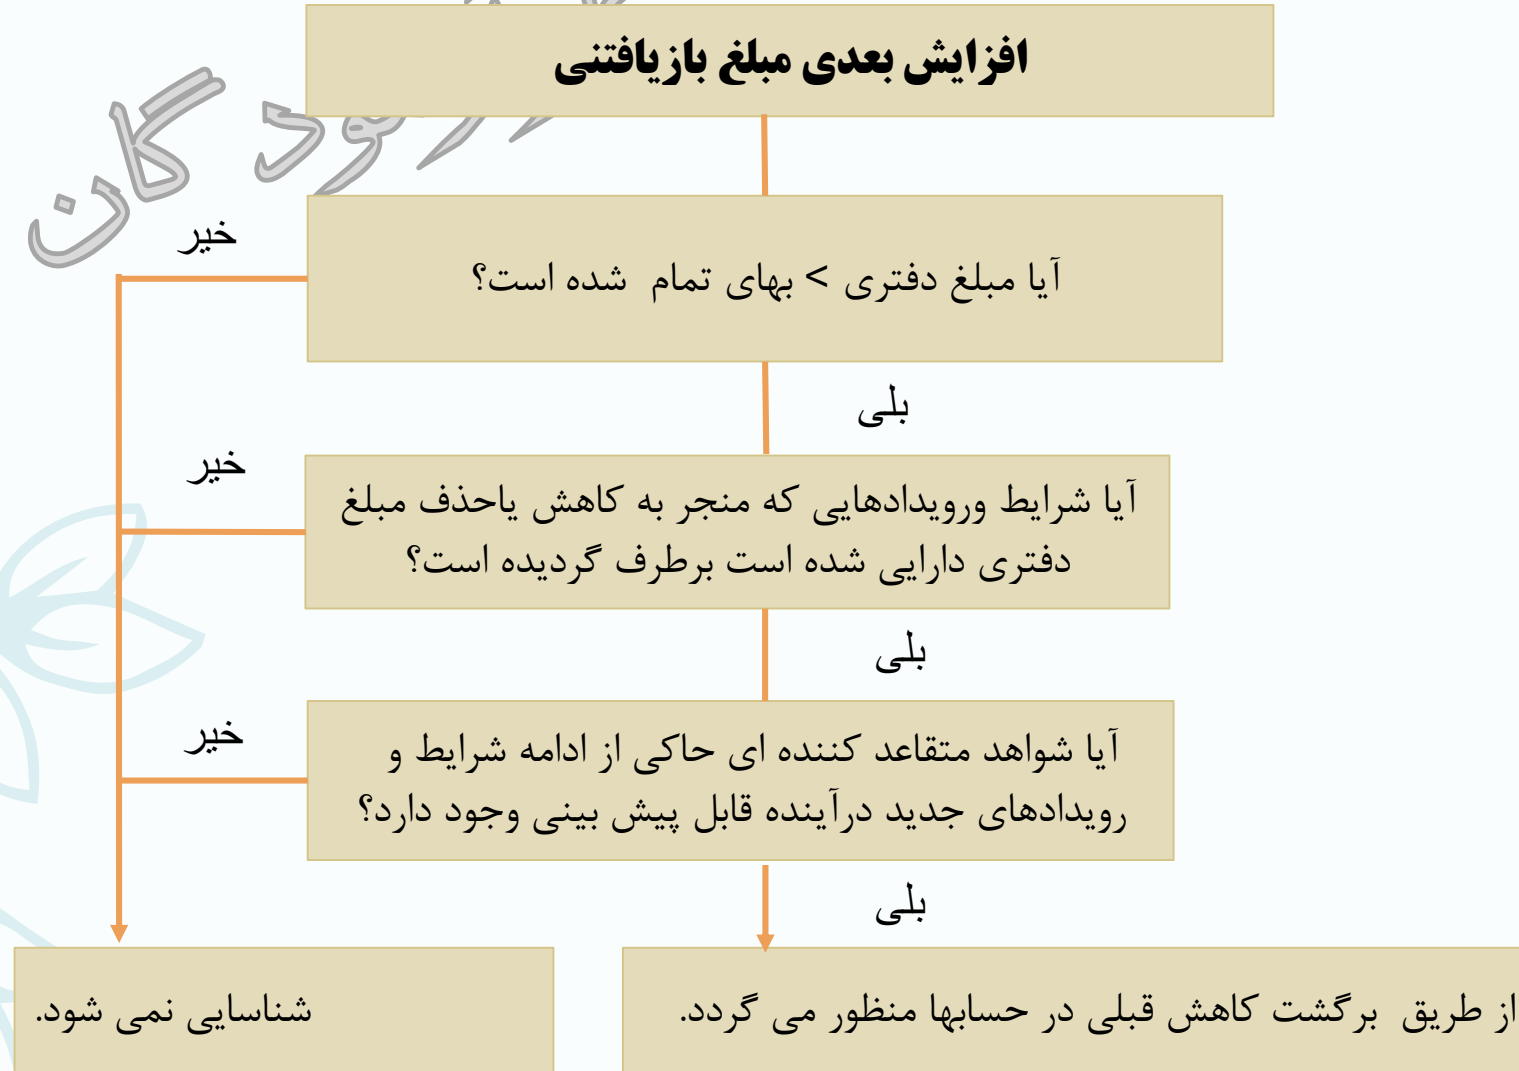 افزایش بعدی مبلغ بازیافتنی
آیا مبلغ دفتری > بهای تمام شده است؟
خیر
بلی
آیا شرایط ورویدادهایی که منجر به کاهش یاحذف مبلغ
دفتری دارایی شده است برطرف گردیده است؟
خیر
بلی
آیا شواهد متقاعد کننده ای حاکی از ادامه شرایط و
رویدادهای جدید درآینده قابل پیش بینی وجود دارد؟
خیر
بلی
از طریق برگشت کاهش قبلی در حسابها منظور می گردد.
شناسایی نمی شود.